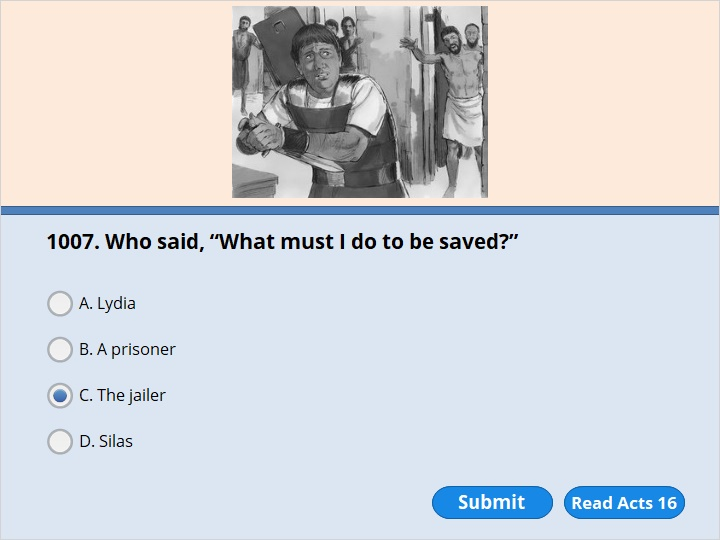 1007. Who said, “What must I do to be saved?”
A. Lydia
B. A prisoner
C. The jailer
D. Silas
Submit
Read Acts 16